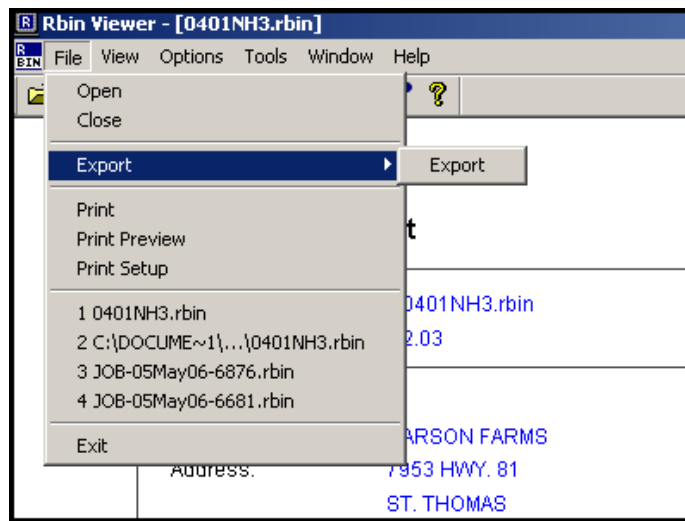 R Rbin Viewer - [0401NH3.rbin]
R BIN File View Options Tools Window Help
Open
Close
Export Export
Print
Print Preview
Print Setup
1 0401NH3.rbin
0401NH3.rbin
2 C:\DOCUME~1\...\0401NH3.rbin
2.03
3 JOB-05May06-6876.rbin
4 JOB-05May06-6681.rbin
Exit
ARSON FARMS
Address: 7953 HWY. 81
ST. THOMAS